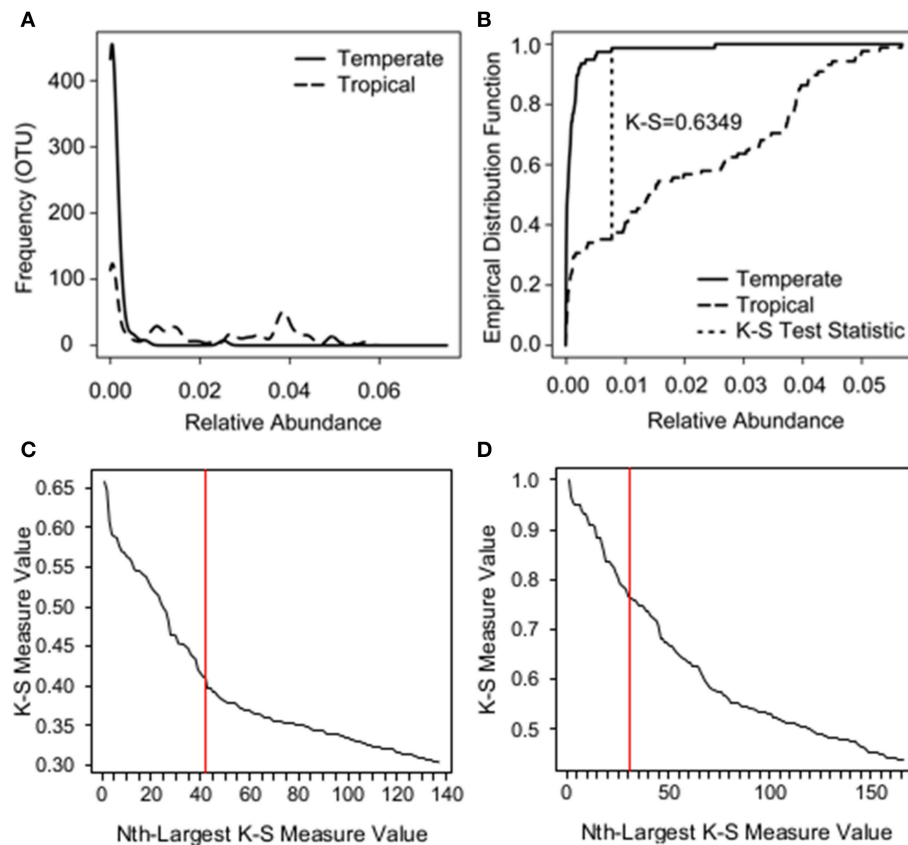 A
Temperate
Tropical
400
300
200
100
0
Frequency (OTU)
0.00 0.02 0.04 0.06
Relative Abundance
B
1.0
0.8
0.6
0.4
0.2
0.0
Empircal Distribution Function
K-S=0.6349
Temperate
Tropical
K-S Test Statistic
0.00 0.01 0.02 0.03 0.04 0.05
Relative Abundance
C
0.65
0.60
0.55
0.50
0.45
0.40
0.35
0.30
K-S Measure Value
0 20 40 60 80 100 120 140
Nth-Largest K-S Measure Value
D
1.0
0.9
0.8
0.7
0.6
0.5
K-S Measure Value
0 50 100 150
Nth-Largest K-S Measure Value